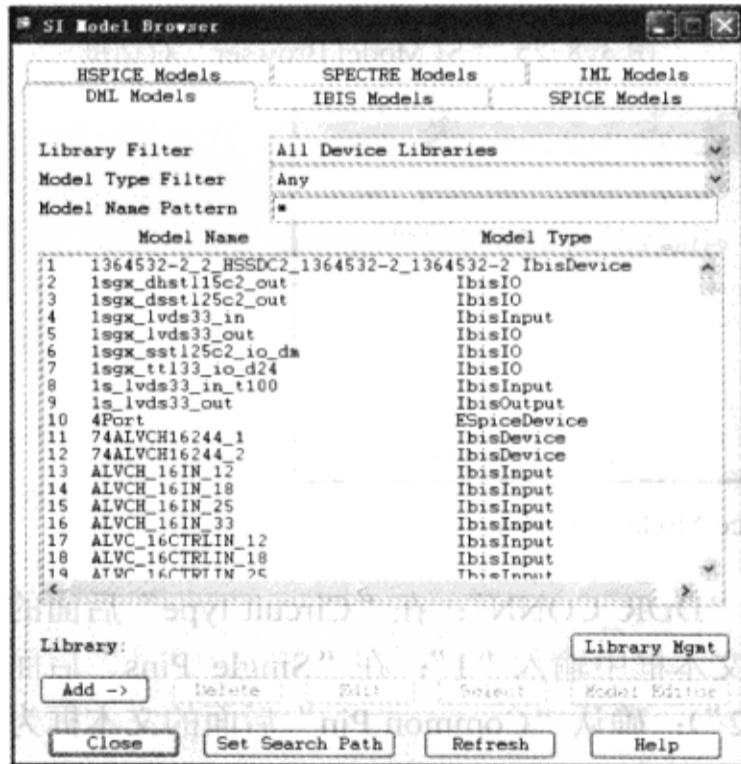 SI Model Browser
HSPICE Models SPECTRE Models IML Models
DML Models IBIS Models SPICE Models
Library Filter All Device Libraries
Model Type Filter Any
Model Name Pattern *
Model Name Model Type
1 1364532-2_2_HSSDC2_1364532-2_1364532-2 IbisDevice
2 1sgx_dhstl15c2_out IbisIO
3 1sgx_dsstl25c2_out IbisIO
4 1sgx_lvds33_in IbisInput
5 1sgx_lvds33_out IbisIO
6 1sgx_sstl25c2_io_dm IbisIO
7 1sgx_ttl33_io_d24 IbisIO
8 1s_lvds33_in_t100 IbisInput
9 1s_lvds33_out IbisOutput
10 4Port ESpiceDevice
11 74ALVCH16244_1 IbisDevice
12 74ALVCH16244_2 IbisDevice
13 ALVCH_16IN_12 IbisInput
14 ALVCH_16IN_18 IbisInput
15 ALVCH_16IN_25 IbisInput
16 ALVCH_16IN_33 IbisInput
17 ALVC_16CTRLIN_12 IbisInput
18 ALVC_16CTRLIN_18 IbisInput
19 ALVC_16CTRLIN_25 IbisInput
Library: Library Mgmt
Add -> Delete Edit Select Model Editor
Close Set Search Path Refresh Help